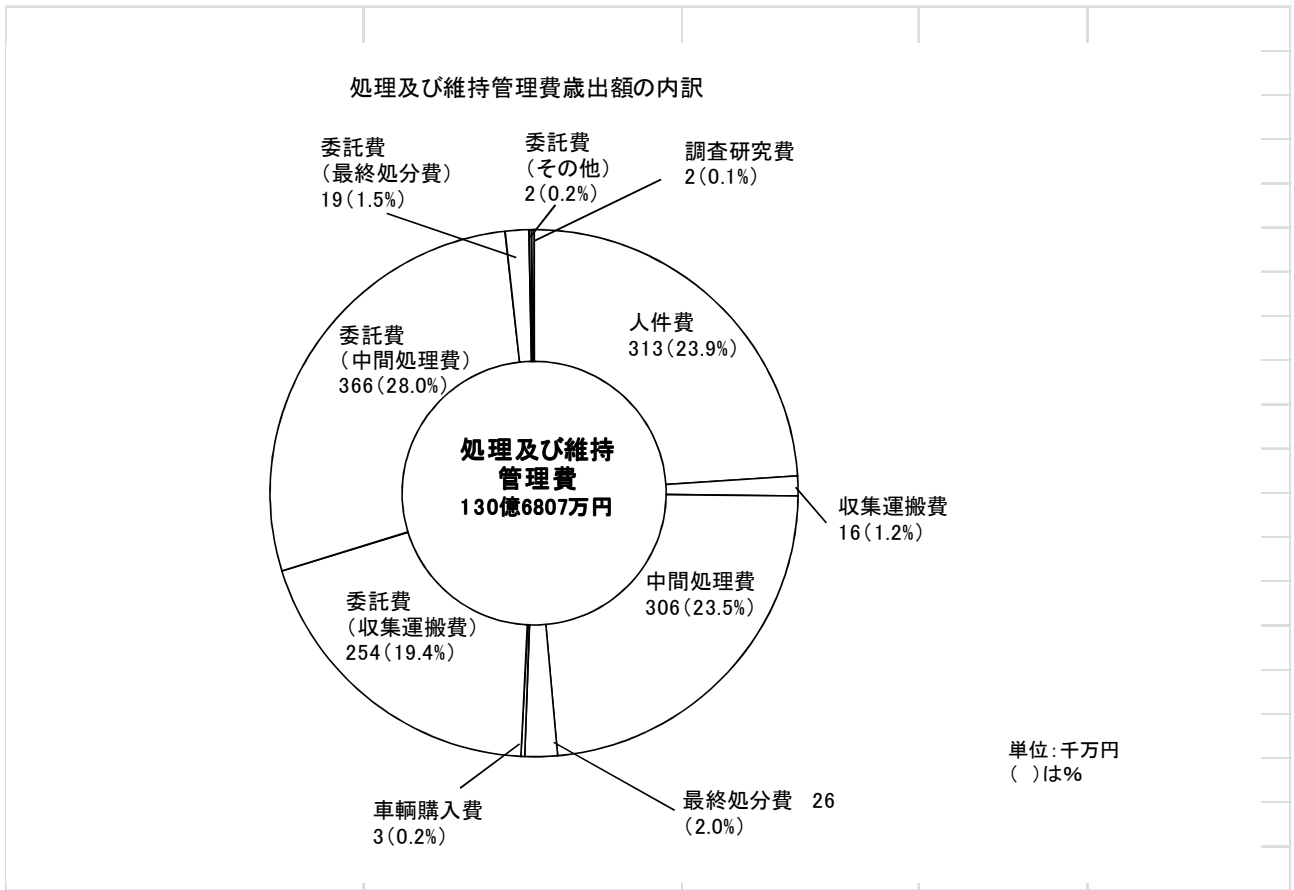 処理及び維持管理費歳出額の内訳
委託費
（最終処分費）
19（1.5%）
委託費
（その他）
2（0.2%）
調査研究費
2（0.1%）
人件費
313（23.9%）
委託費
（中間処理費）
366（28.0%）
処理及び維持
管理費
130億6807万円
収集運搬費
16（1.2%）
中間処理費
306（23.5%）
委託費
（収集運搬費）
254（19.4%）
単位：千万円
（　）は%
車輌購入費
3（0.2%）
最終処分費　26
（2.0%）